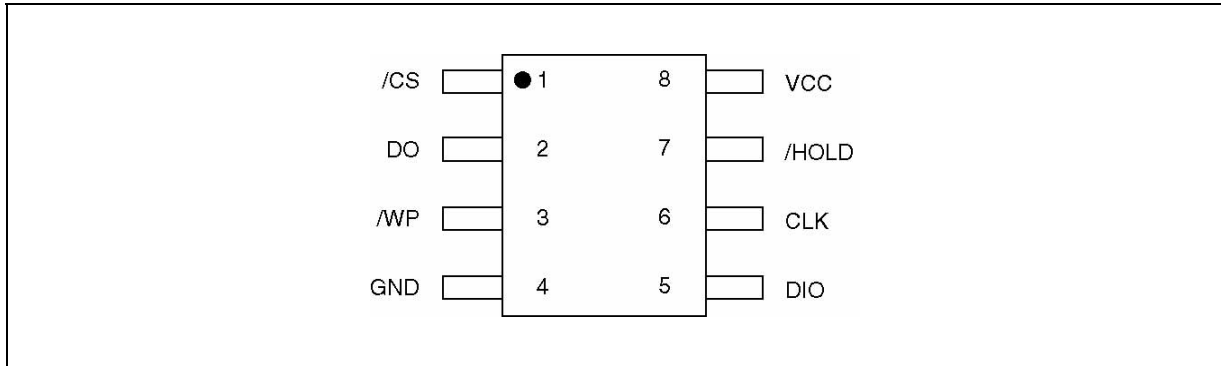 /CS 1 8 VCC
DO 2 7 /HOLD
/WP 3 6 CLK
GND 4 5 DIO